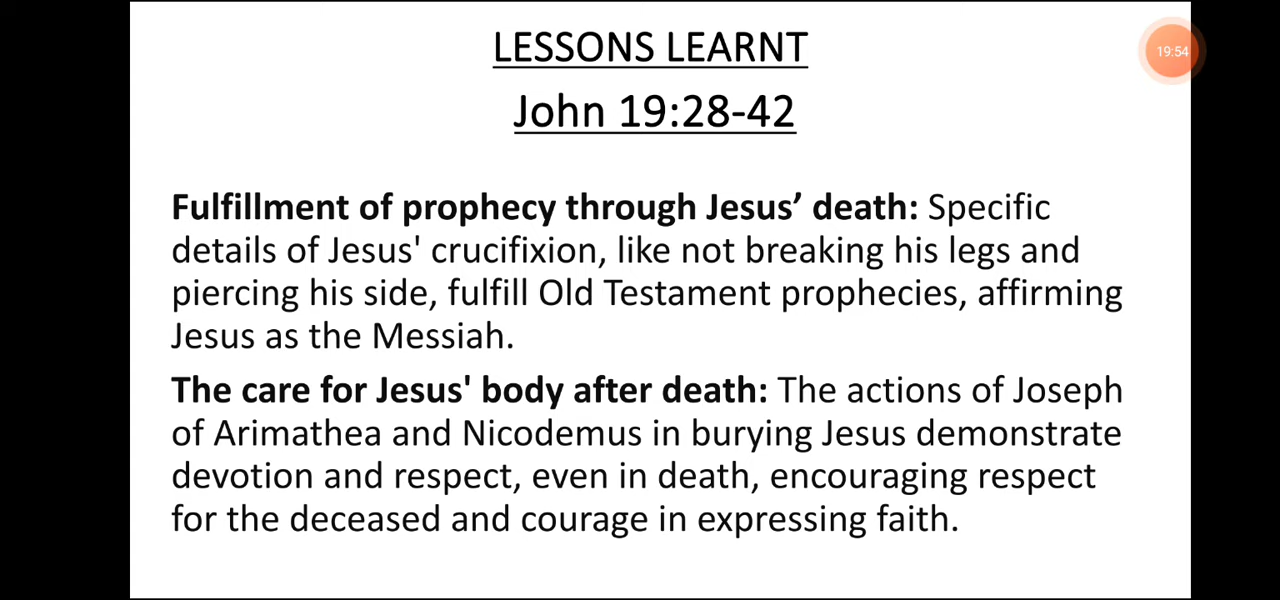 LESSONS LEARNT
19:54
John 19:28-42
Fulfillment of prophecy through Jesus’ death: Specific
details of Jesus' crucifixion, like not breaking his legs and
piercing his side, fulfill Old Testament prophecies, affirming
Jesus as the Messiah.
The care for Jesus' body after death: The actions of Joseph
of Arimathea and Nicodemus in burying Jesus demonstrate
devotion and respect, even in death, encouraging respect
for the deceased and courage in expressing faith.